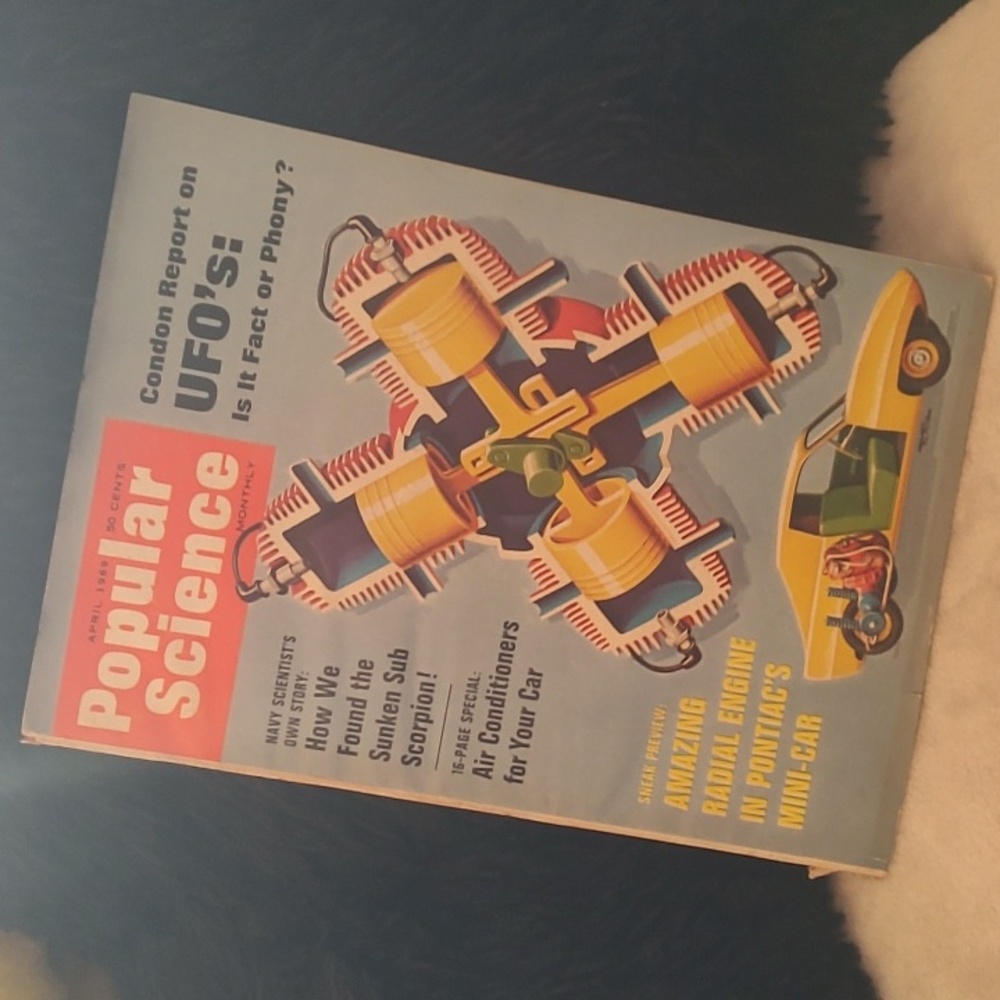 APRIL 1969 50 CENTS
Popular
Science
MONTHLY
Condon Report on
UFO's:
Is It Fact or Phony?
NAVY SCIENTIST'S
OWN STORY:
How We
Found the
Sunken Sub
Scorpion!
16-PAGE SPECIAL:
Air Conditioners
for Your Car
SNEAK PREVIEW:
AMAZING
RADIAL ENGINE
IN PONTIAC'S
MINI-CAR